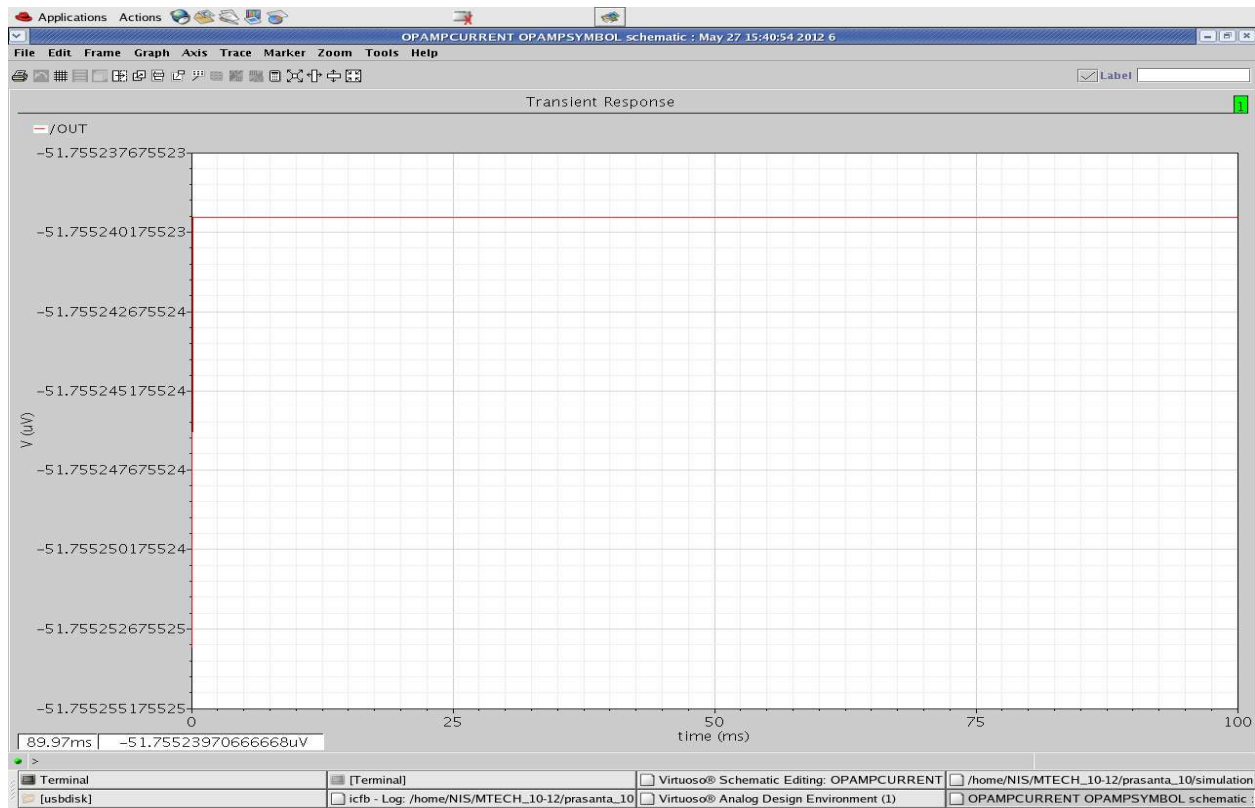 Applications Actions
OPAMPCURRENT OPAMPSYMBOL schematic : May 27 15:40:54 2012 6
File Edit Frame Graph Axis Trace Marker Zoom Tools Help
Label
Transient Response
1
/OUT
-51.755237675523
-51.755240175523
-51.755242675524
-51.755245175524
V (uV)
-51.755247675524
-51.755250175524
-51.755252675525
-51.755255175525
0 25 50 75 100
time (ms)
89.97ms -51.75523970666668uV
>
Terminal [Terminal] Virtuoso® Schematic Editing: OPAMPCURRENT /home/NIS/MTECH_10-12/prasanta_10/simulation
[usbdisk] icfb - Log: /home/NIS/MTECH_10-12/prasanta_10 Virtuoso® Analog Design Environment (1) OPAMPCURRENT OPAMPSYMBOL schematic